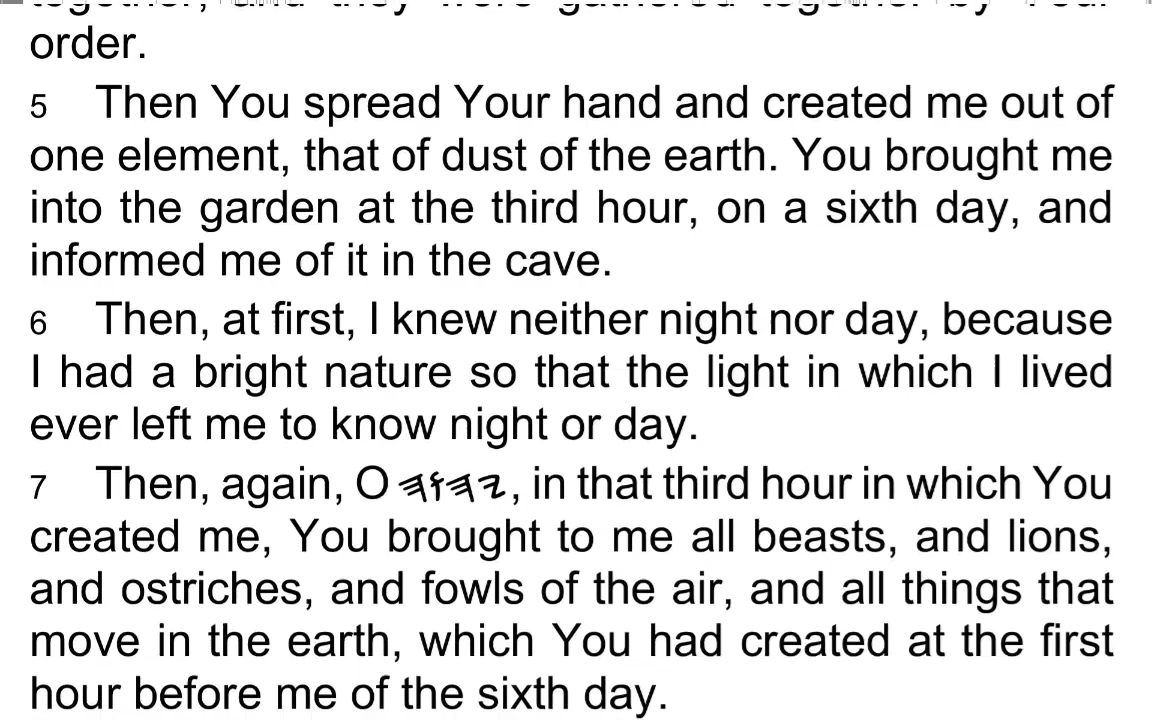 order.
5 Then You spread Your hand and created me out of
one element, that of dust of the earth. You brought me
into the garden at the third hour, on a sixth day, and
informed me of it in the cave.
6 Then, at first, I knew neither night nor day, because
I had a bright nature so that the light in which I lived
ever left me to know night or day.
7 Then, again, O 𐤉𐤄𐤅𐤄, in that third hour in which You
created me, You brought to me all beasts, and lions,
and ostriches, and fowls of the air, and all things that
move in the earth, which You had created at the first
hour before me of the sixth day.